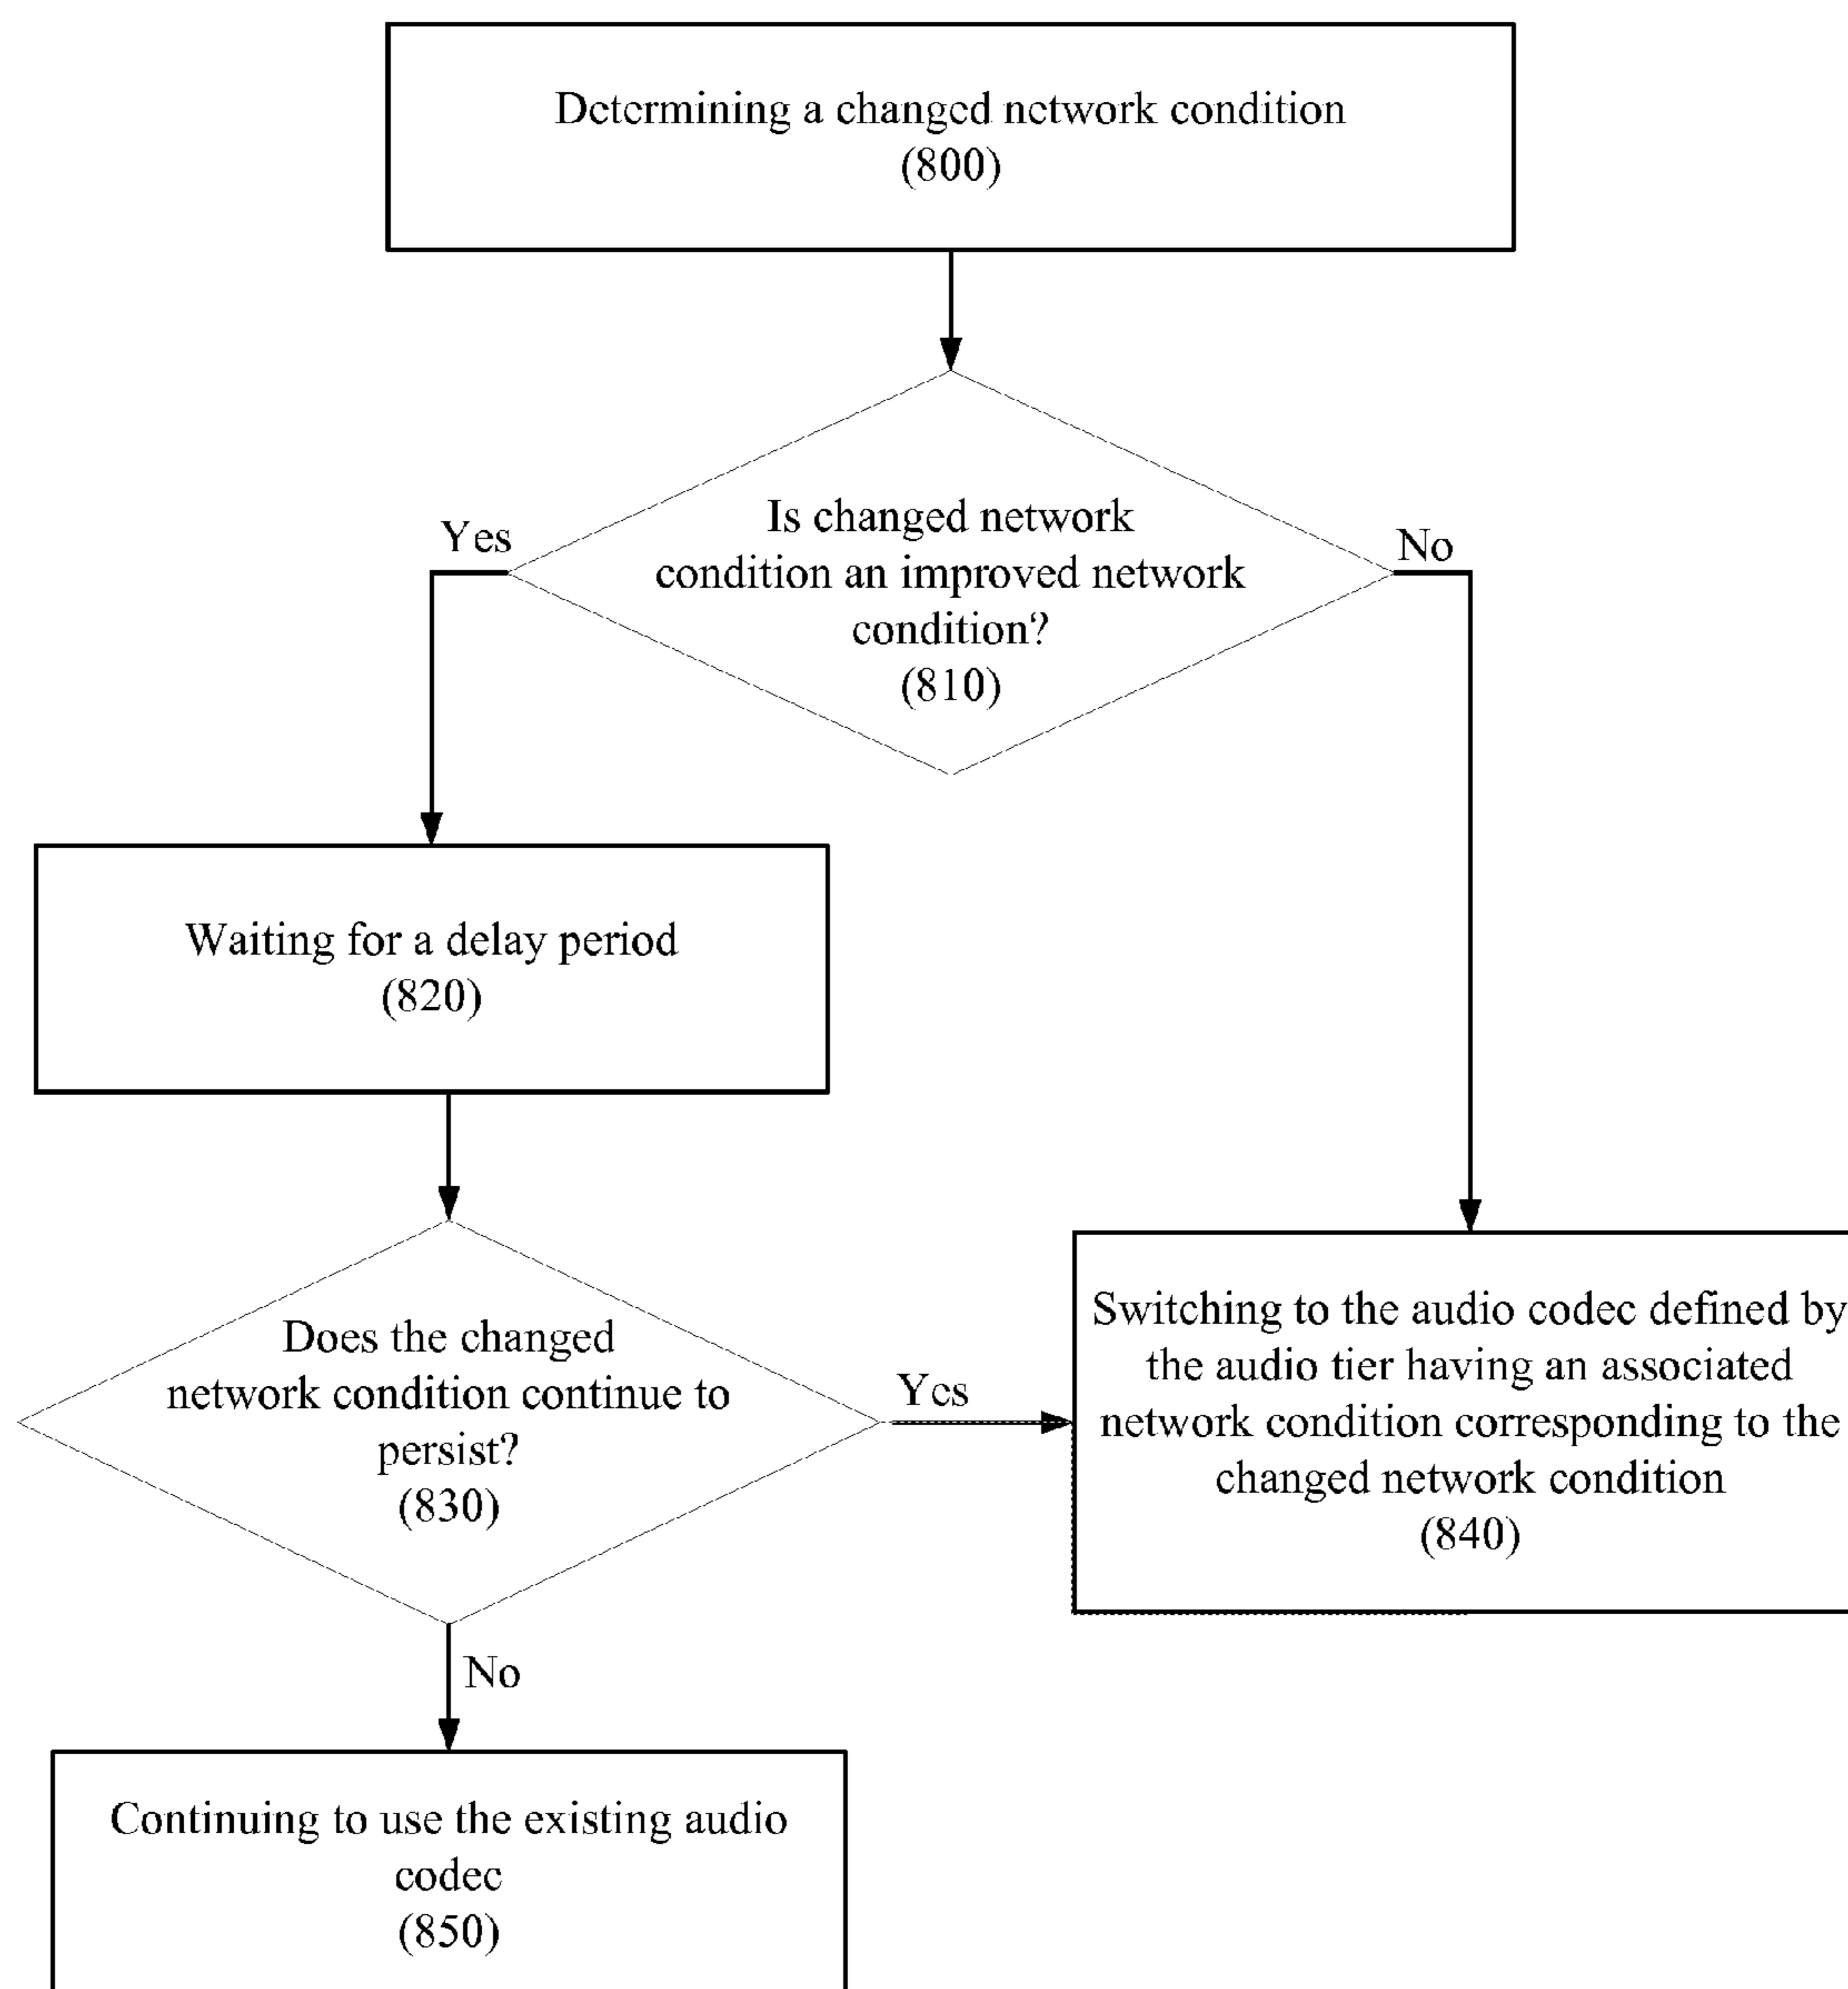 Determining a changed network condition
(800)
Is changed network
condition an improved network
condition?
(810)
Yes
No
Waiting for a delay period
(820)
Does the changed
network condition continue to
persist?
(830)
Yes
Switching to the audio codec defined by
the audio tier having an associated
network condition corresponding to the
changed network condition
(840)
No
Continuing to use the existing audio
codec
(850)